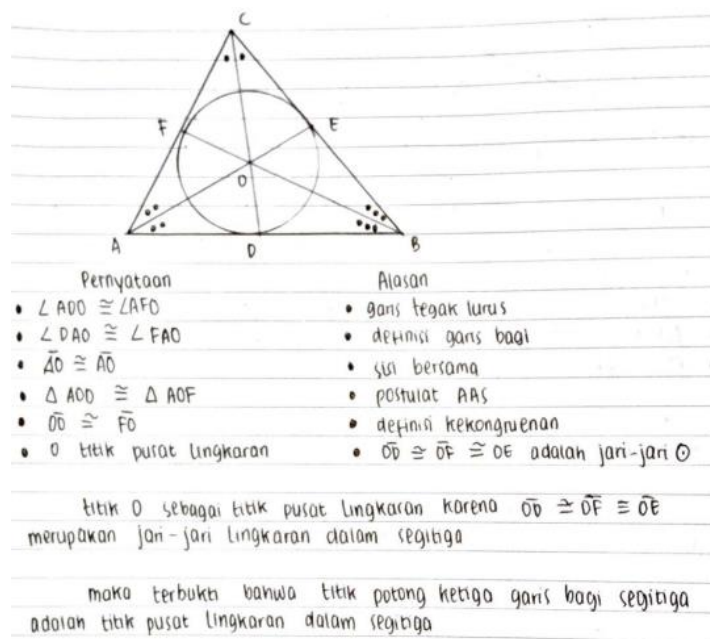 C
F
E
O
A
D
B
Pernyataan Alasan
• ∠ADO ≅ ∠AFO • garis tegak lurus
• ∠DAO ≅ ∠FAO • definisi garis bagi
• AO ≅ AO • sisi bersama
• △AOD ≅ △AOF • postulat AAS
• OD ≅ FO • definisi kekongruenan
• O titik pusat lingkaran • OD ≅ OF ≅ OE adalah jari-jari ⊙
titik O sebagai titik pusat lingkaran karena OD ≅ OF ≅ OE
merupakan jari-jari lingkaran dalam segitiga
maka terbukti bahwa titik potong ketiga garis bagi segitiga
adalah titik pusat lingkaran dalam segitiga